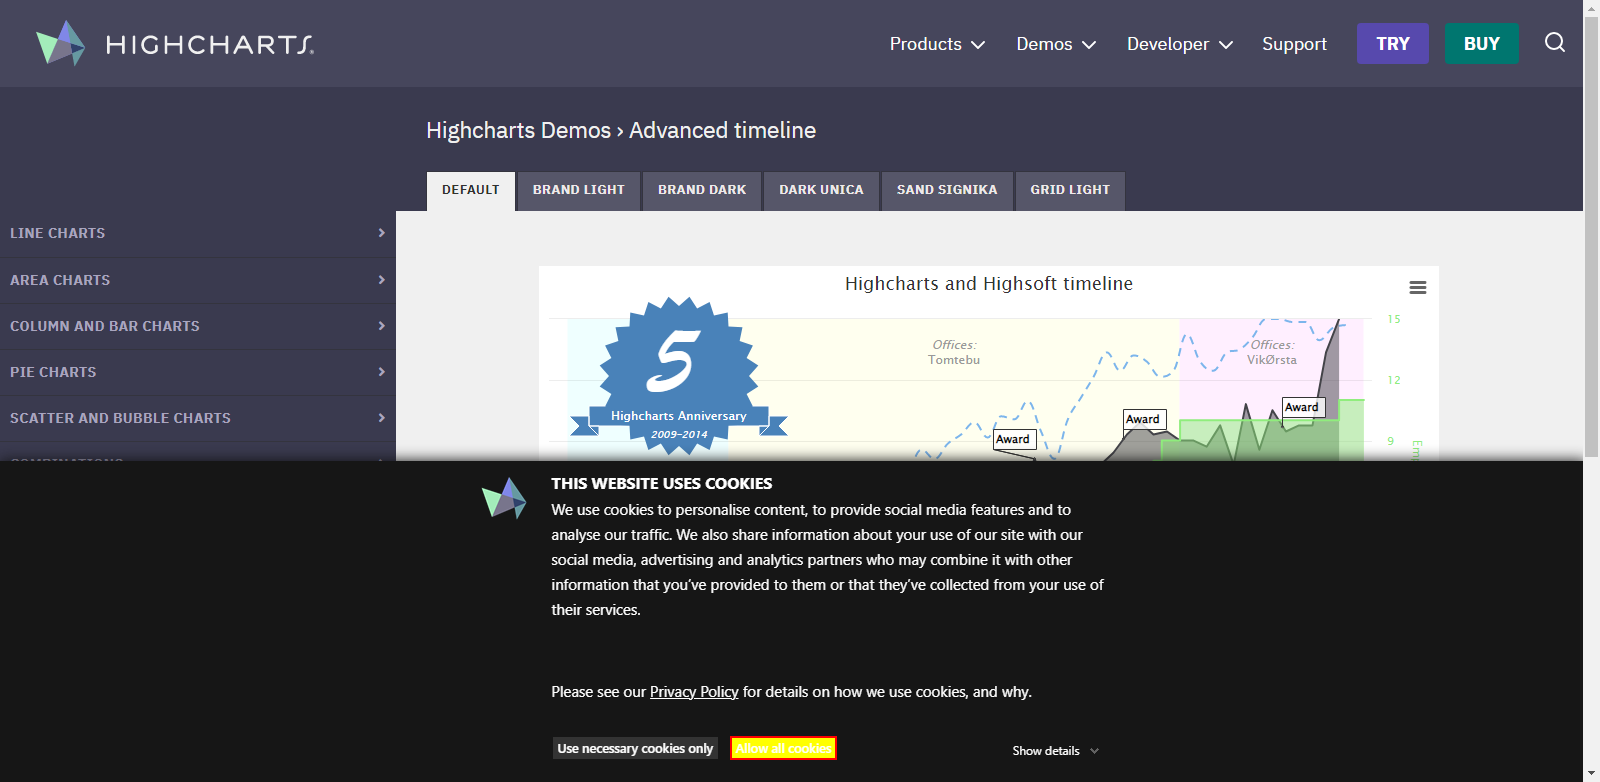 HIGHCHARTS®
Products
Demos
Developer
Support
TRY
BUY
Highcharts Demos › Advanced timeline
DEFAULT
BRAND LIGHT
BRAND DARK
DARK UNICA
SAND SIGNIKA
GRID LIGHT
LINE CHARTS
AREA CHARTS
COLUMN AND BAR CHARTS
PIE CHARTS
SCATTER AND BUBBLE CHARTS
Highcharts and Highsoft timeline
5
Highcharts Anniversary
2009-2014
Offices:
Tomtebu
Offices:
VikØrsta
Award
Award
Award
15
12
9
THIS WEBSITE USES COOKIES
We use cookies to personalise content, to provide social media features and to
analyse our traffic. We also share information about your use of our site with our
social media, advertising and analytics partners who may combine it with other
information that you've provided to them or that they've collected from your use of
their services.
Please see our Privacy Policy for details on how we use cookies, and why.
Use necessary cookies only
Allow all cookies
Show details